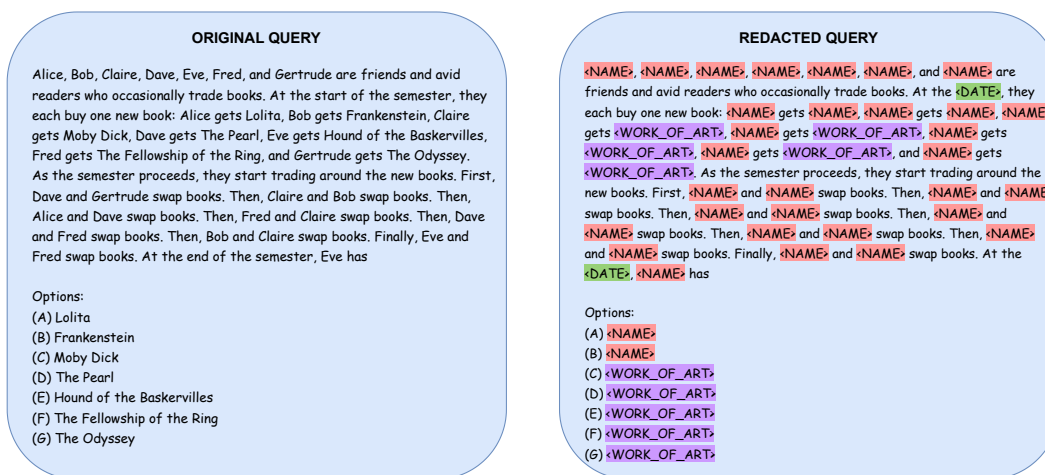 ORIGINAL QUERY
Alice, Bob, Claire, Dave, Eve, Fred, and Gertrude are friends and avid
readers who occasionally trade books. At the start of the semester, they
each buy one new book: Alice gets Lolita, Bob gets Frankenstein, Claire
gets Moby Dick, Dave gets The Pearl, Eve gets Hound of the Baskervilles,
Fred gets The Fellowship of the Ring, and Gertrude gets The Odyssey.
As the semester proceeds, they start trading around the new books. First,
Dave and Gertrude swap books. Then, Claire and Bob swap books. Then,
Alice and Dave swap books. Then, Fred and Claire swap books. Then, Dave
and Fred swap books. Then, Bob and Claire swap books. Finally, Eve and
Fred swap books. At the end of the semester, Eve has
Options:
(A) Lolita
(B) Frankenstein
(C) Moby Dick
(D) The Pearl
(E) Hound of the Baskervilles
(F) The Fellowship of the Ring
(G) The Odyssey
REDACTED QUERY
<NAME>, <NAME>, <NAME>, <NAME>, <NAME>, <NAME>, and <NAME> are
friends and avid readers who occasionally trade books. At the <DATE>, they
each buy one new book: <NAME> gets <NAME>, <NAME> gets <NAME>, <NAME
gets <WORK_OF_ART>, <NAME> gets <WORK_OF_ART>, <NAME> gets
<WORK_OF_ART>, <NAME> gets <WORK_OF_ART>, and <NAME> gets
<WORK_OF_ART>. As the semester proceeds, they start trading around the
new books. First, <NAME> and <NAME> swap books. Then, <NAME> and <NAME
swap books. Then, <NAME> and <NAME> swap books. Then, <NAME> and
<NAME> swap books. Then, <NAME> and <NAME> swap books. Then, <NAME>
and <NAME> swap books. Finally, <NAME> and <NAME> swap books. At the
<DATE>, <NAME> has
Options:
(A) <NAME>
(B) <NAME>
(C) <WORK_OF_ART>
(D) <WORK_OF_ART>
(E) <WORK_OF_ART>
(F) <WORK_OF_ART>
(G) <WORK_OF_ART>